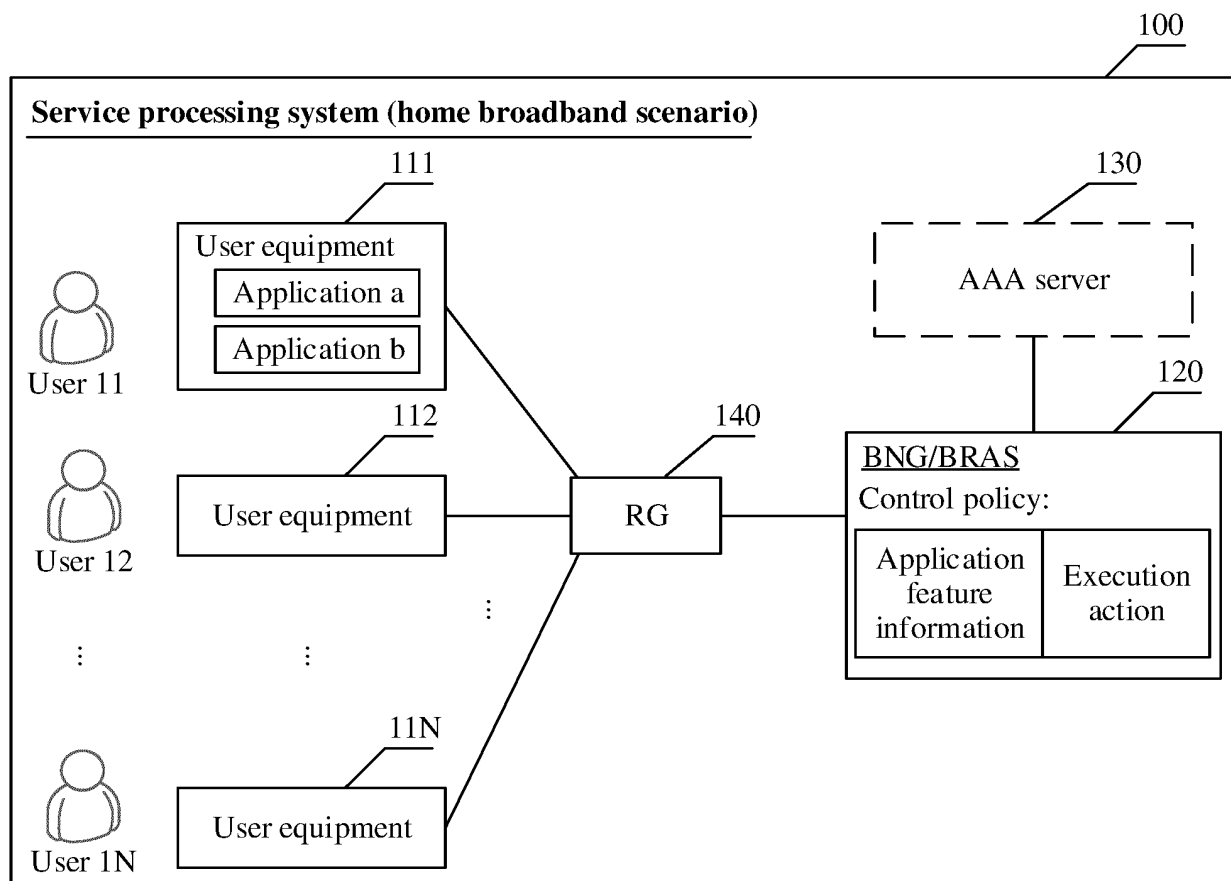 100
Service processing system (home broadband scenario)
111
130
User equipment
Application a
Application b
AAA server
User 11
112
140
120
User equipment
RG
BNG/BRAS
Control policy:
Application
feature
information
Execution
action
User 12
...
...
...
11N
User equipment
User 1N